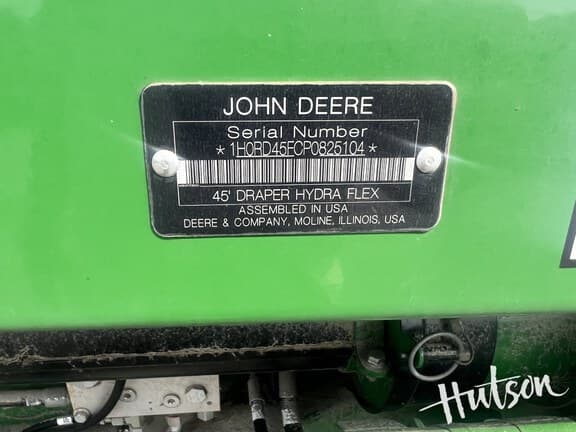 JOHN DEERE
Serial Number
*1H0RD45FCP0825104*
45' DRAPER HYDRA FLEX
ASSEMBLED IN USA
DEERE & COMPANY, MOLINE, ILLINOIS, USA
Hutson